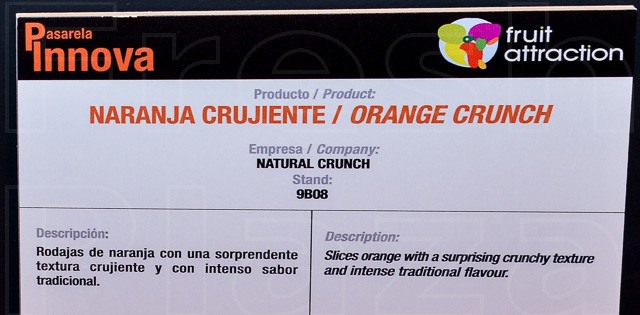 Pasarela
Innova
fruit
attraction
Producto / Product:
NARANJA CRUJIENTE / ORANGE CRUNCH
Empresa / Company:
NATURAL CRUNCH
Stand:
9B08
Descripción:
Rodajas de naranja con una sorprendente
textura crujiente y con intenso sabor
tradicional.
Description:
Slices orange with a surprising crunchy texture
and intense traditional flavour.
Fresh
Plaza